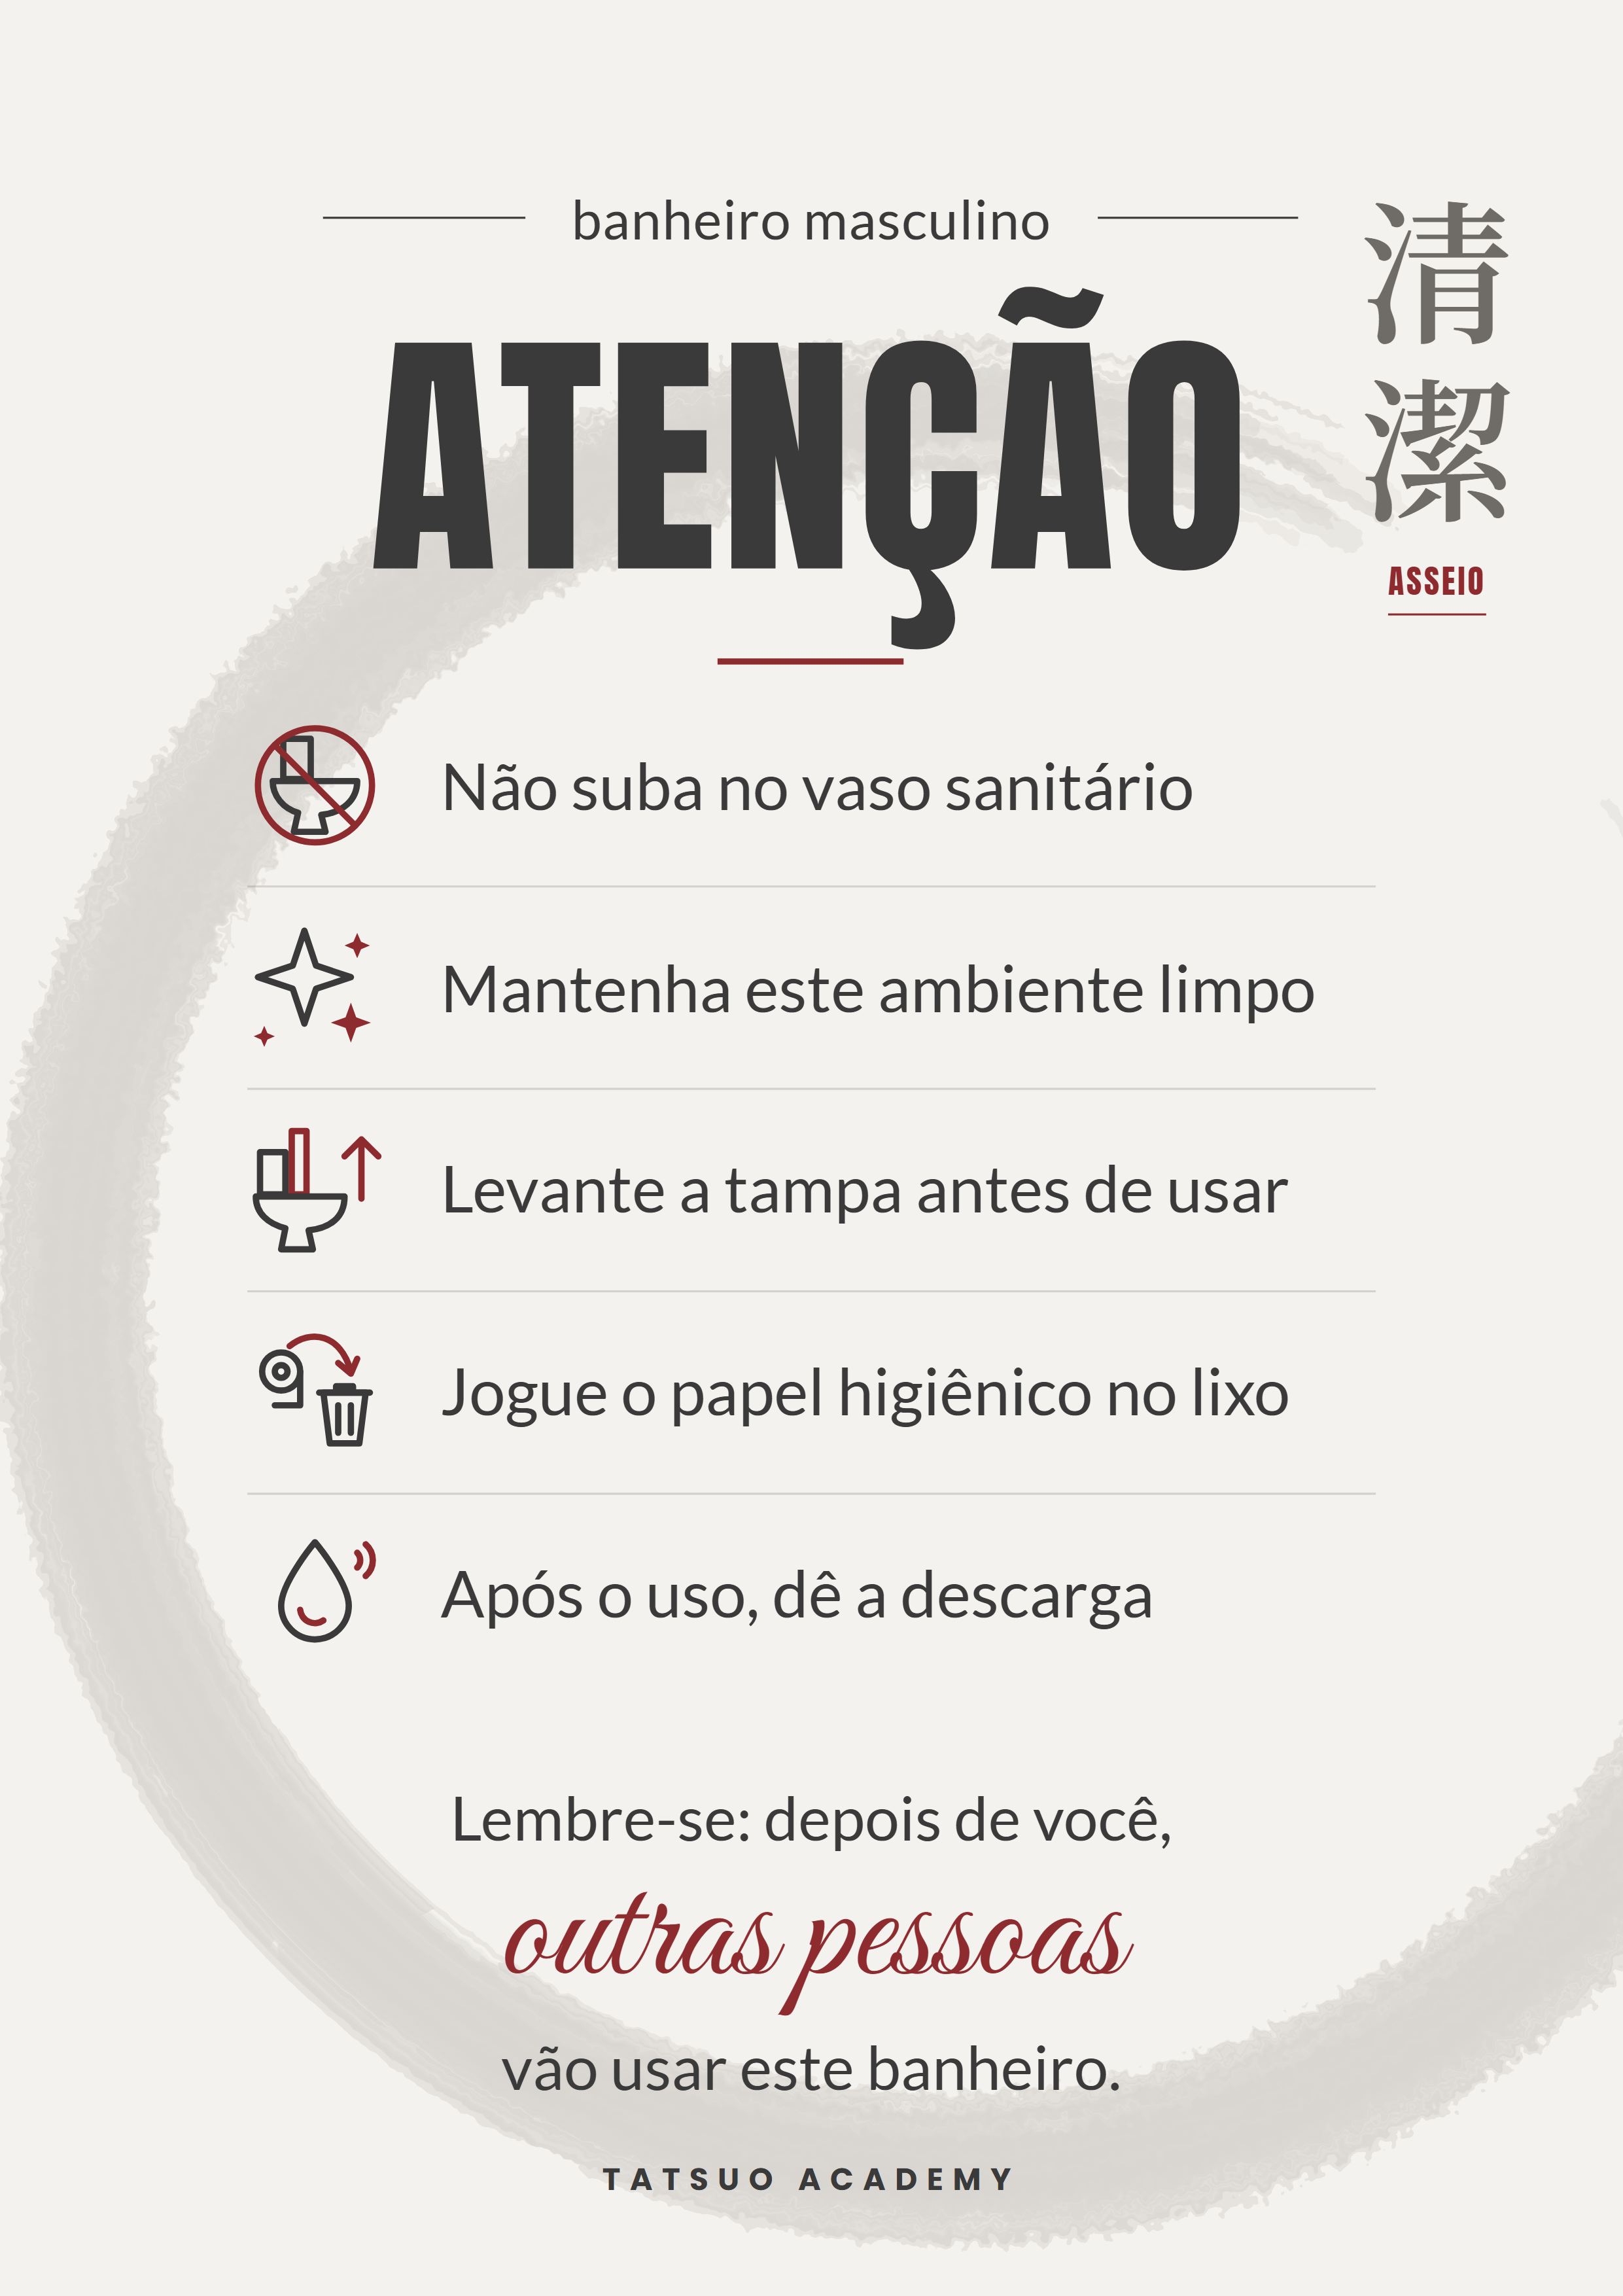 banheiro masculino
ATENÇÃO
清潔
ASSEIO
Não suba no vaso sanitário
Mantenha este ambiente limpo
Levante a tampa antes de usar
Jogue o papel higiênico no lixo
Após o uso, dê a descarga
Lembre-se: depois de você,
outras pessoas
vão usar este banheiro.
TATSUO ACADEMY